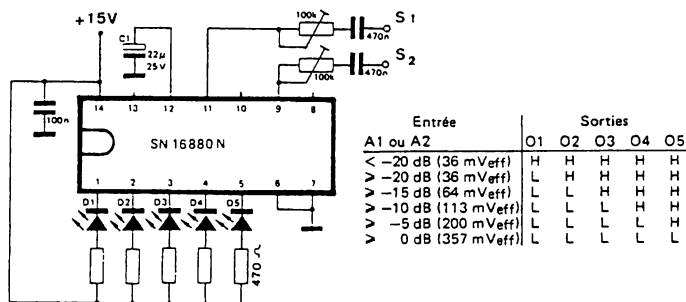 +15V
C1
22µ
25V
100k
470n
S1
100k
470n
S2
100n
14 13 12 11 10 9 8
SN 16880 N
1 2 3 4 5 6 7
D1 D2 D3 D4 D5
470 Ω
Entrée Sorties
A1 ou A2 O1 O2 O3 O4 O5
< −20 dB (36 mVeff) H H H H H
⩾ −20 dB (36 mVeff) L H H H H
⩾ −15 dB (64 mVeff) L L H H H
⩾ −10 dB (113 mVeff) L L L H H
⩾ −5 dB (200 mVeff) L L L L H
⩾ 0 dB (357 mVeff) L L L L L